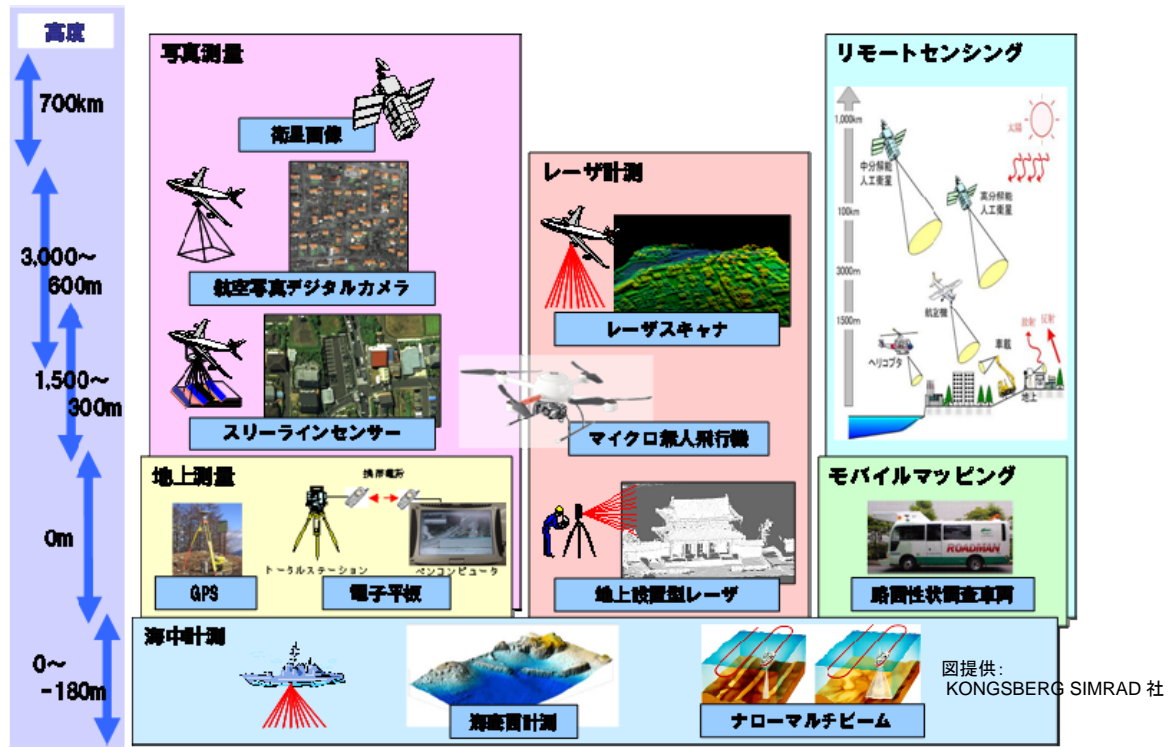 高度
700km
3,000～
600m
1,500～
300m
0m
0～
-180m
写真測量
衛星画像
航空写真デジタルカメラ
スリーラインセンサー
レーザ計測
レーザスキャナ
マイクロ無人飛行機
地上設置型レーザ
リモートセンシング
1,000km
100km
3000m
1500m
太陽
中分解能
人工衛星
高分解能
人工衛星
航空機
ヘリコプタ
放射 反射
車載
地上
地上測量
携帯電話
トータルステーション
ペンコンピュータ
GPS
電子平板
モバイルマッピング
ROADMAN
路面性状調査車両
海中計測
海底面計測
ナローマルチビーム
図提供：
KONGSBERG SIMRAD 社